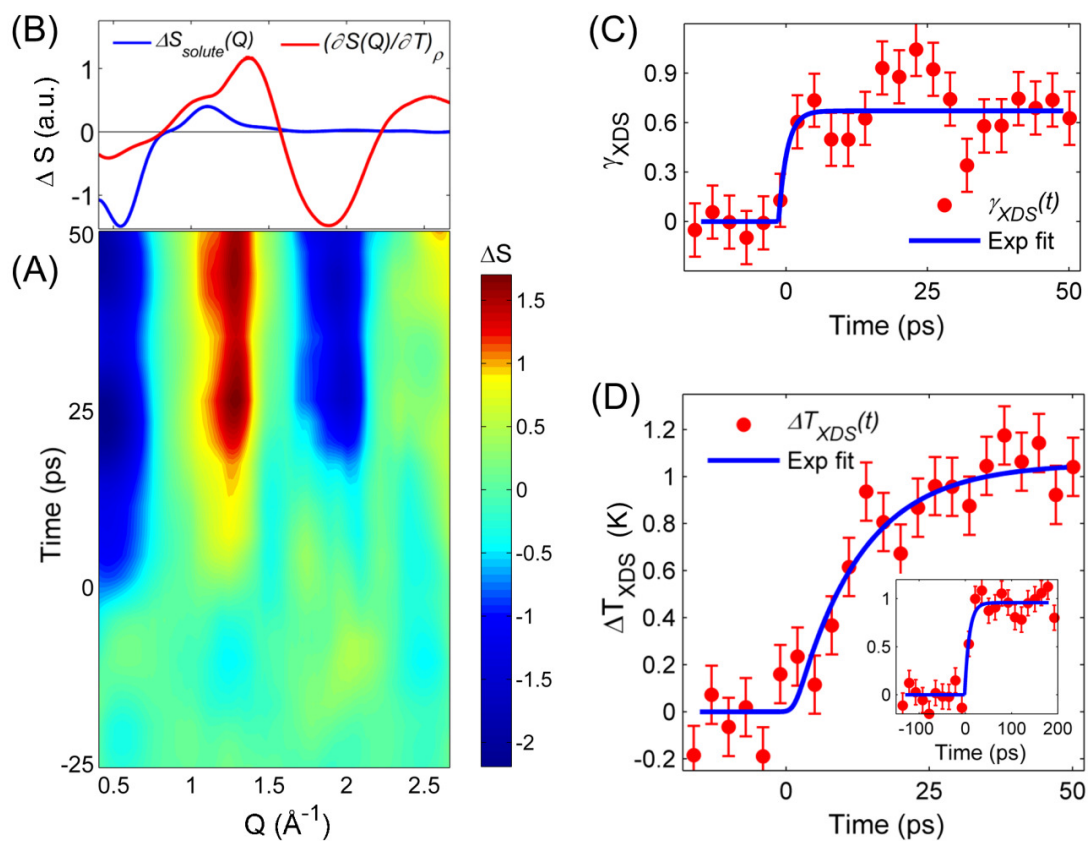 (B)
ΔS_solute(Q)
(∂S(Q)/∂T)_ρ
Δ S (a.u.)
1
0
-1
(A)
Time (ps)
50
25
0
-25
0.5 1 1.5 2 2.5
Q (Å⁻¹)
ΔS
1.5
1
0.5
0
-0.5
-1
-1.5
-2
(C)
γ_XDS
0.9
0.6
0.3
0
γ_XDS(t)
Exp fit
0 25 50
Time (ps)
(D)
ΔT_XDS (K)
1.2
1
0.8
0.6
0.4
0.2
0
-0.2
ΔT_XDS(t)
Exp fit
1
0.5
0
-100 0 100 200
Time (ps)
0 25 50
Time (ps)